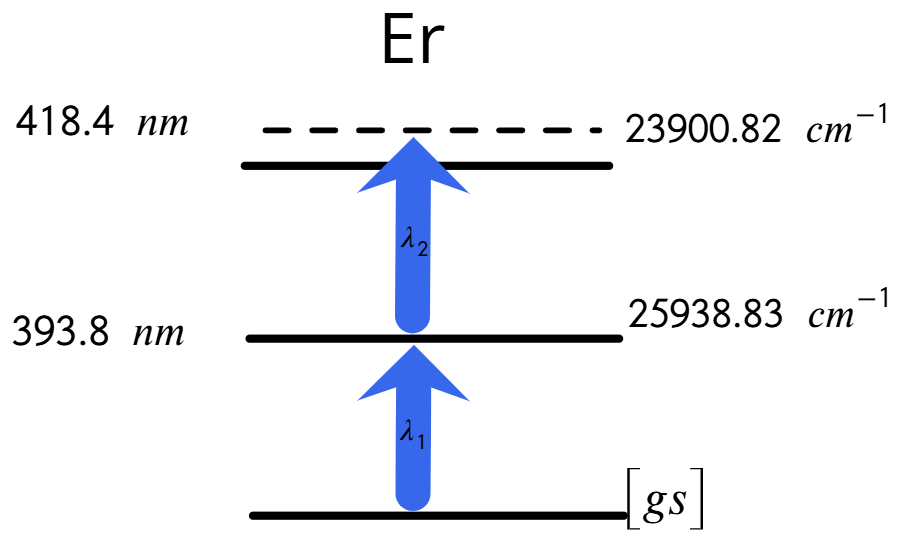 Er
418.4 nm
23900.82 cm⁻¹
λ₂
393.8 nm
25938.83 cm⁻¹
λ₁
[gs]